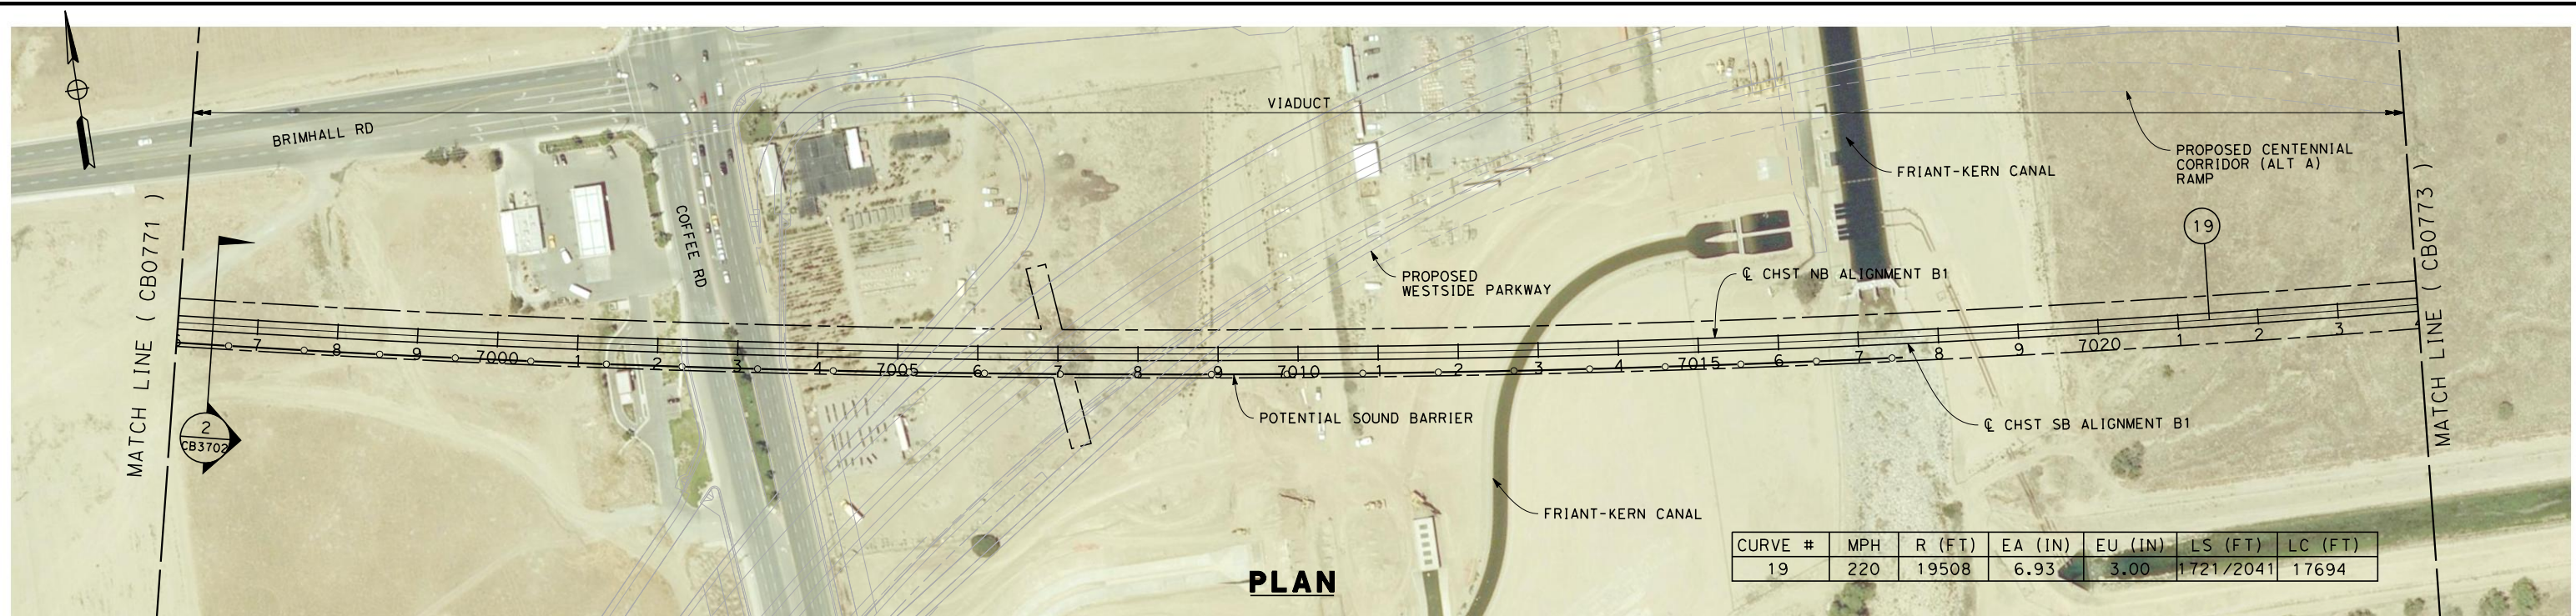 VIADUCT
BRIMHALL RD
PROPOSED CENTENNIAL
CORRIDOR (ALT A)
RAMP
FRIANT-KERN CANAL
MATCH LINE ( CB0771 )
COFFEE RD
19
MATCH LINE ( CB0773 )
PROPOSED
WESTSIDE PARKWAY
℄ CHST NB ALIGNMENT B1
7 8 9 7000 1 2 3 4 7005 6 7 8 9 7010 1 2 3 4 7015 6 7 8 9 7020 1 2 3
POTENTIAL SOUND BARRIER
℄ CHST SB ALIGNMENT B1
2
CB3702
FRIANT-KERN CANAL
CURVE # MPH R (FT) EA (IN) EU (IN) LS (FT) LC (FT)
19 220 19508 6.93 3.00 1721/2041 17694
PLAN